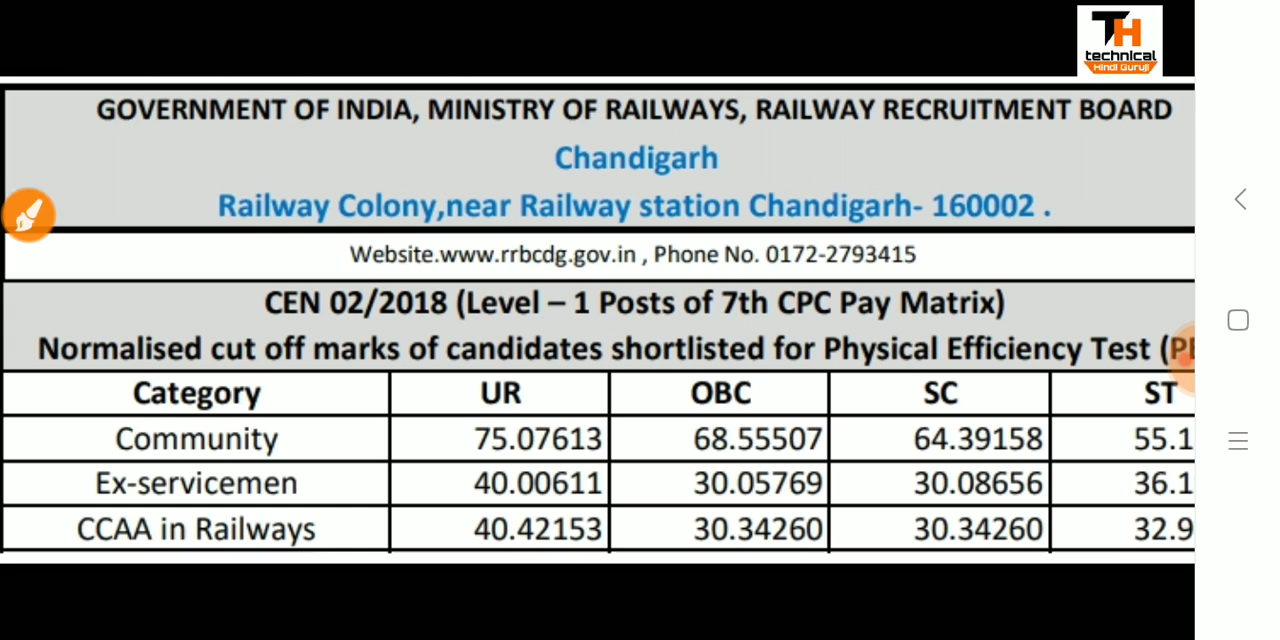 TH
technical
Hindi Guruji
GOVERNMENT OF INDIA, MINISTRY OF RAILWAYS, RAILWAY RECRUITMENT BOARD
Chandigarh
Railway Colony,near Railway station Chandigarh- 160002 .
Website.www.rrbcdg.gov.in , Phone No. 0172-2793415
CEN 02/2018 (Level – 1 Posts of 7th CPC Pay Matrix)
Normalised cut off marks of candidates shortlisted for Physical Efficiency Test
Category UR OBC SC ST
Community 75.07613 68.55507 64.39158 55.1
Ex-servicemen 40.00611 30.05769 30.08656 36.1
CCAA in Railways 40.42153 30.34260 30.34260 32.9